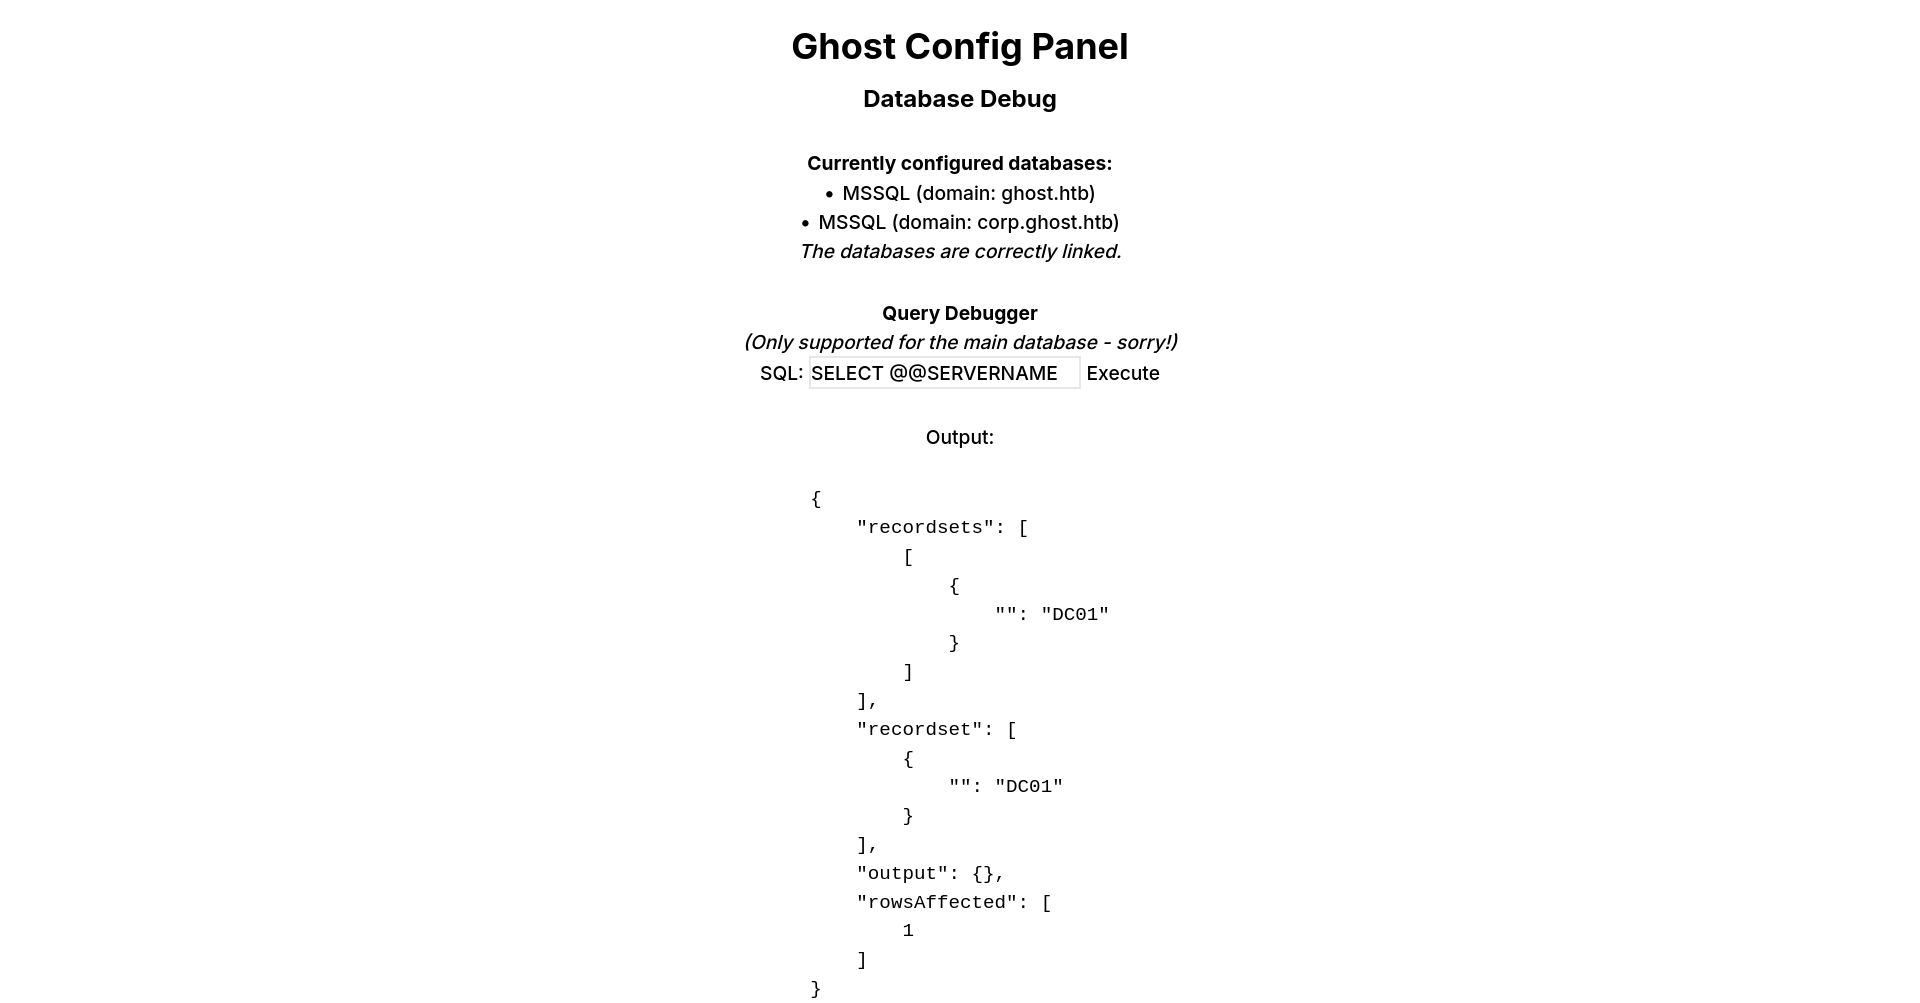 Ghost Config Panel
Database Debug
Currently configured databases:
• MSSQL (domain: ghost.htb)
• MSSQL (domain: corp.ghost.htb)
The databases are correctly linked.
Query Debugger
(Only supported for the main database - sorry!)
SQL: SELECT @@SERVERNAME Execute
Output:
{
    "recordsets": [
        [
            {
                "": "DC01"
            }
        ]
    ],
    "recordset": [
        {
            "": "DC01"
        }
    ],
    "output": {},
    "rowsAffected": [
        1
    ]
}